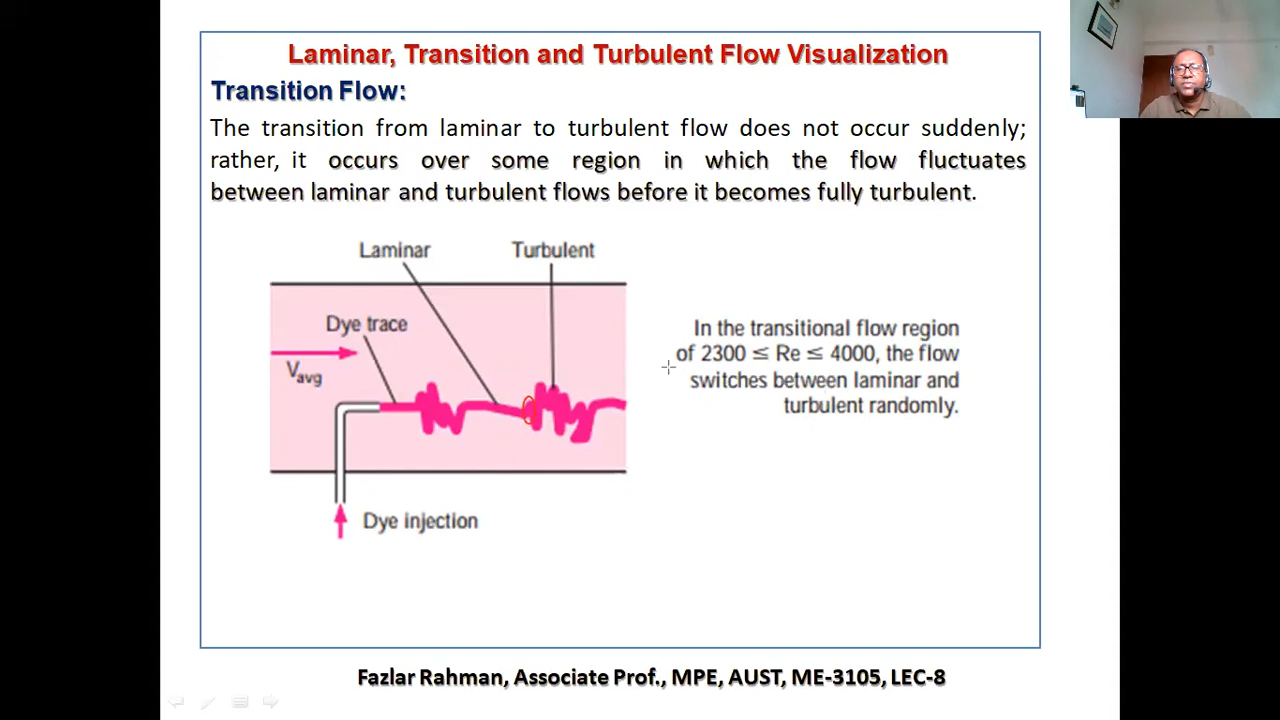 Laminar, Transition and Turbulent Flow Visualization
Transition Flow:
The transition from laminar to turbulent flow does not occur suddenly;
rather, it occurs over some region in which the flow fluctuates
between laminar and turbulent flows before it becomes fully turbulent.
Laminar
Turbulent
Dye trace
Vavg
Dye injection
In the transitional flow region
of 2300 ≤ Re ≤ 4000, the flow
switches between laminar and
turbulent randomly.
Fazlar Rahman, Associate Prof., MPE, AUST, ME-3105, LEC-8